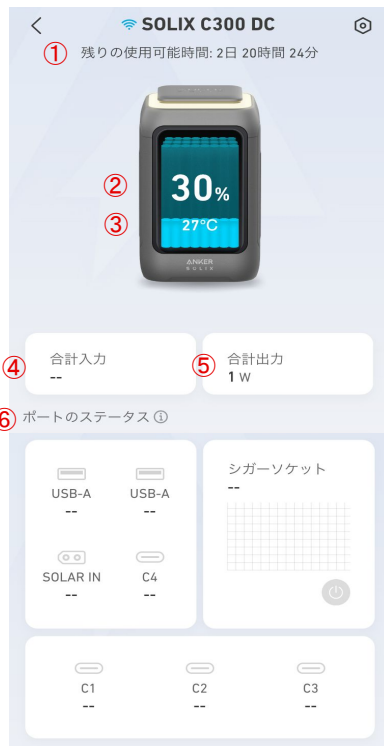 SOLIX C300 DC
① 残りの使用可能時間: 2日 20時間 24分
② 30%
③ 27°C
ANKER
SOLIX
④ 合計入力
--
⑤ 合計出力
1 W
⑥ ポートのステータス
USB-A
--
USB-A
--
SOLAR IN
--
C4
--
シガーソケット
--
C1
--
C2
--
C3
--